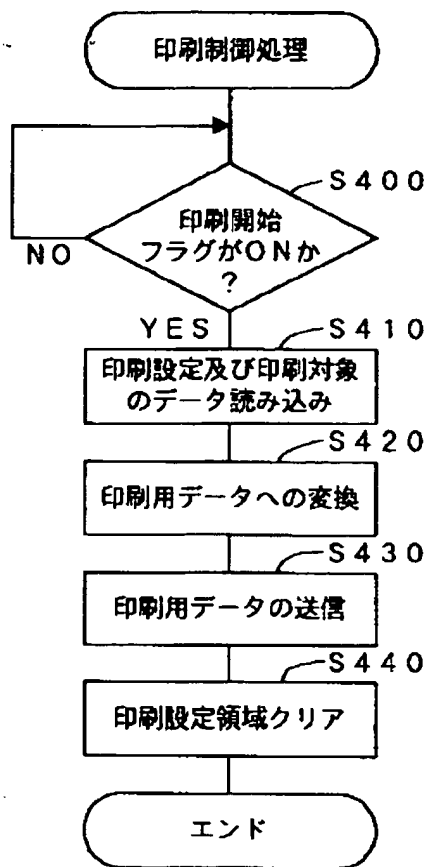 印刷制御処理
S400
印刷開始
フラグがONか
?
NO
YES
S410
印刷設定及び印刷対象
のデータ読み込み
S420
印刷用データへの変換
S430
印刷用データの送信
S440
印刷設定領域クリア
エンド